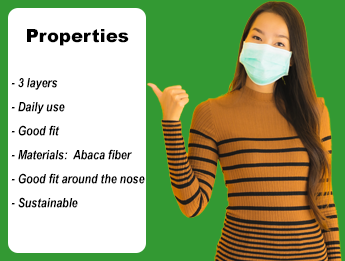 Properties
- 3 layers
- Daily use
- Good fit
- Materials:  Abaca fiber
- Good fit around the nose
- Sustainable